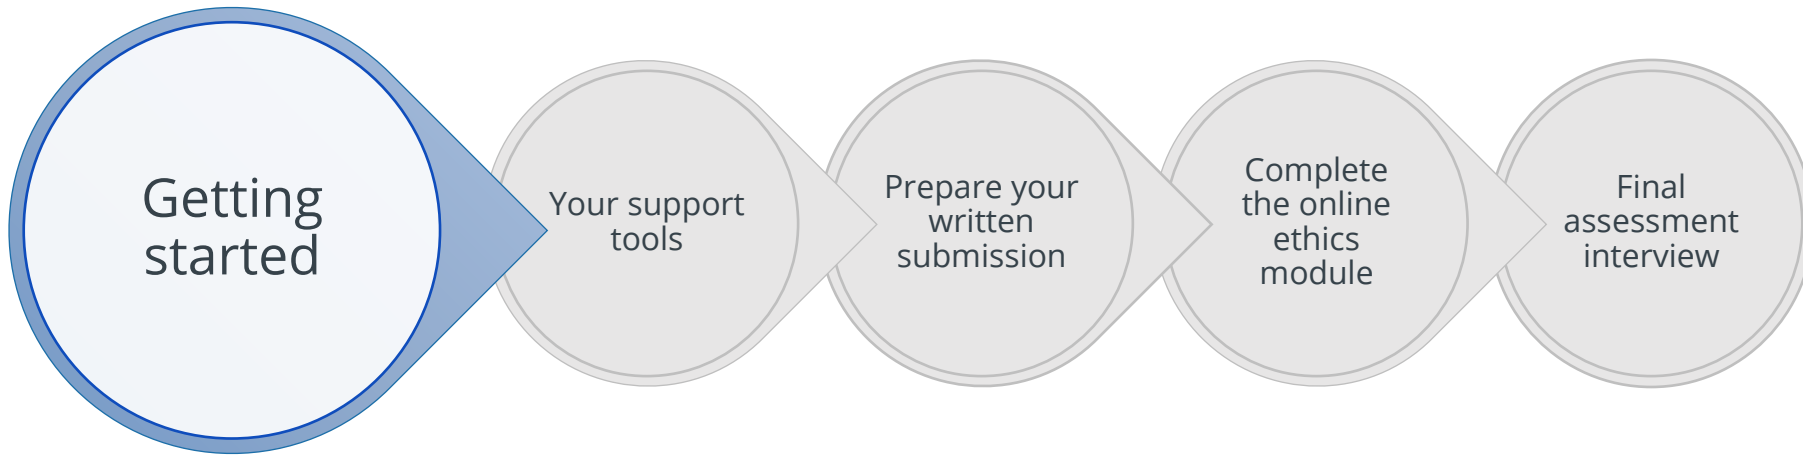 Getting
started
Your support
tools
Prepare your
written
submission
Complete
the online
ethics
module
Final
assessment
interview